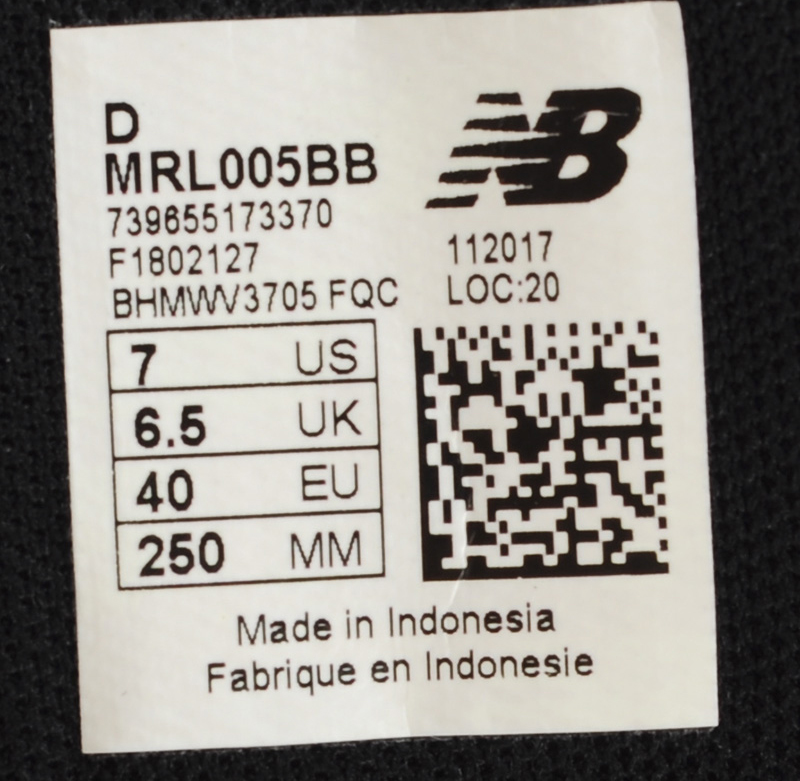 D
MRL005BB
739655173370
F1802127
BHMWV3705 FQC
NB
112017
LOC:20
7 US
6.5 UK
40 EU
250 MM
Made in Indonesia
Fabrique en Indonesie